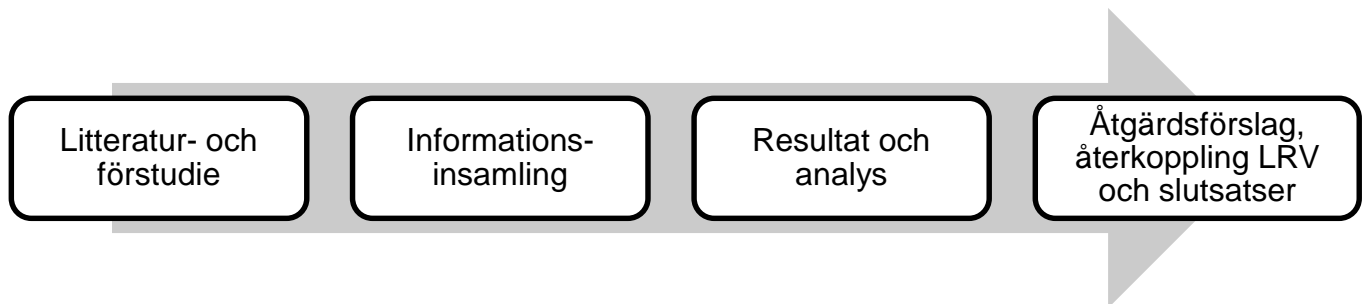 Litteratur- och
förstudie
Informations-
insamling
Resultat och
analys
Åtgärdsförslag,
återkoppling LRV
och slutsatser